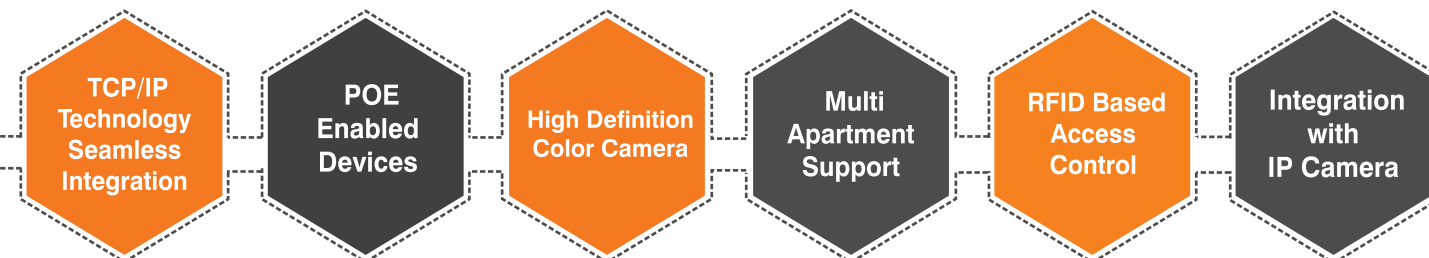 TCP/IP
Technology
Seamless
Integration
POE
Enabled
Devices
High Definition
Color Camera
Multi
Apartment
Support
RFID Based
Access
Control
Integration
with
IP Camera